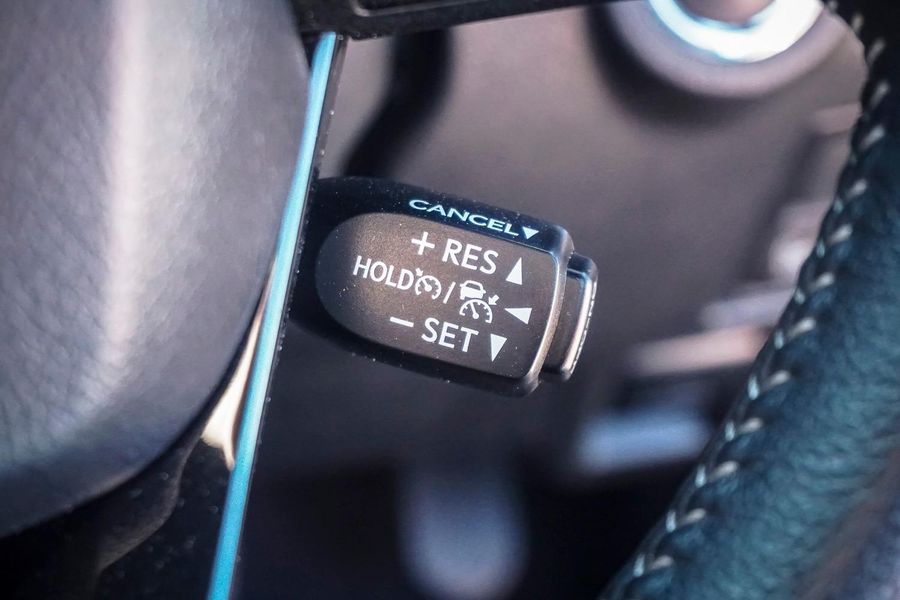 CANCEL
+ RES
HOLD /
− SET